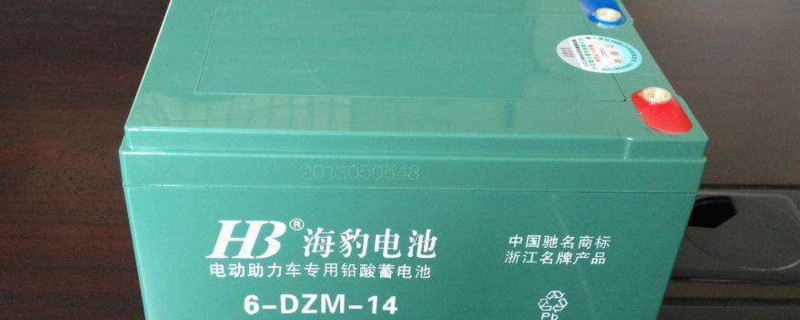 2013050548
HB® 海豹电池
电动助力车专用铅酸蓄电池
6-DZM-14
中国驰名商标
浙江名牌产品
Pb